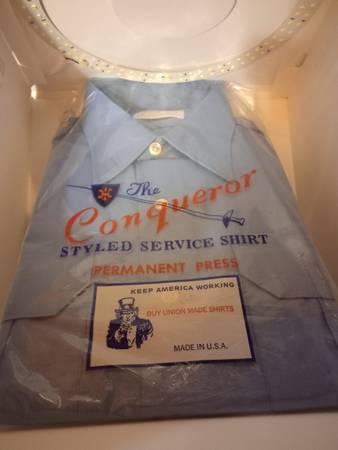 The
Conqueror
STYLED SERVICE SHIRT
PERMANENT PRESS
KEEP AMERICA WORKING
BUY UNION MADE SHIRTS
MADE IN U.S.A.